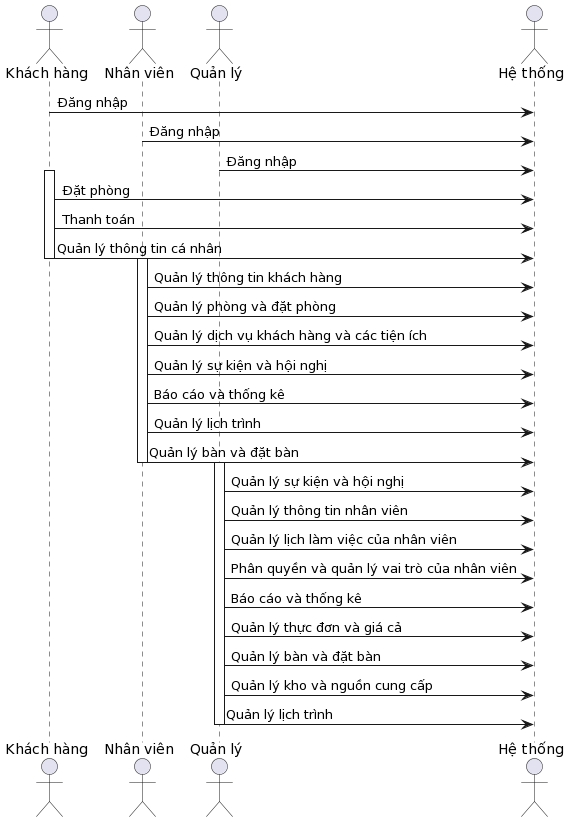 Khách hàng Nhân viên Quản lý Hệ thống
Đăng nhập
Đăng nhập
Đăng nhập
Đặt phòng
Thanh toán
Quản lý thông tin cá nhân
Quản lý thông tin khách hàng
Quản lý phòng và đặt phòng
Quản lý dịch vụ khách hàng và các tiện ích
Quản lý sự kiện và hội nghị
Báo cáo và thống kê
Quản lý lịch trình
Quản lý bàn và đặt bàn
Quản lý sự kiện và hội nghị
Quản lý thông tin nhân viên
Quản lý lịch làm việc của nhân viên
Phân quyền và quản lý vai trò của nhân viên
Báo cáo và thống kê
Quản lý thực đơn và giá cả
Quản lý bàn và đặt bàn
Quản lý kho và nguồn cung cấp
Quản lý lịch trình
Khách hàng Nhân viên Quản lý Hệ thống